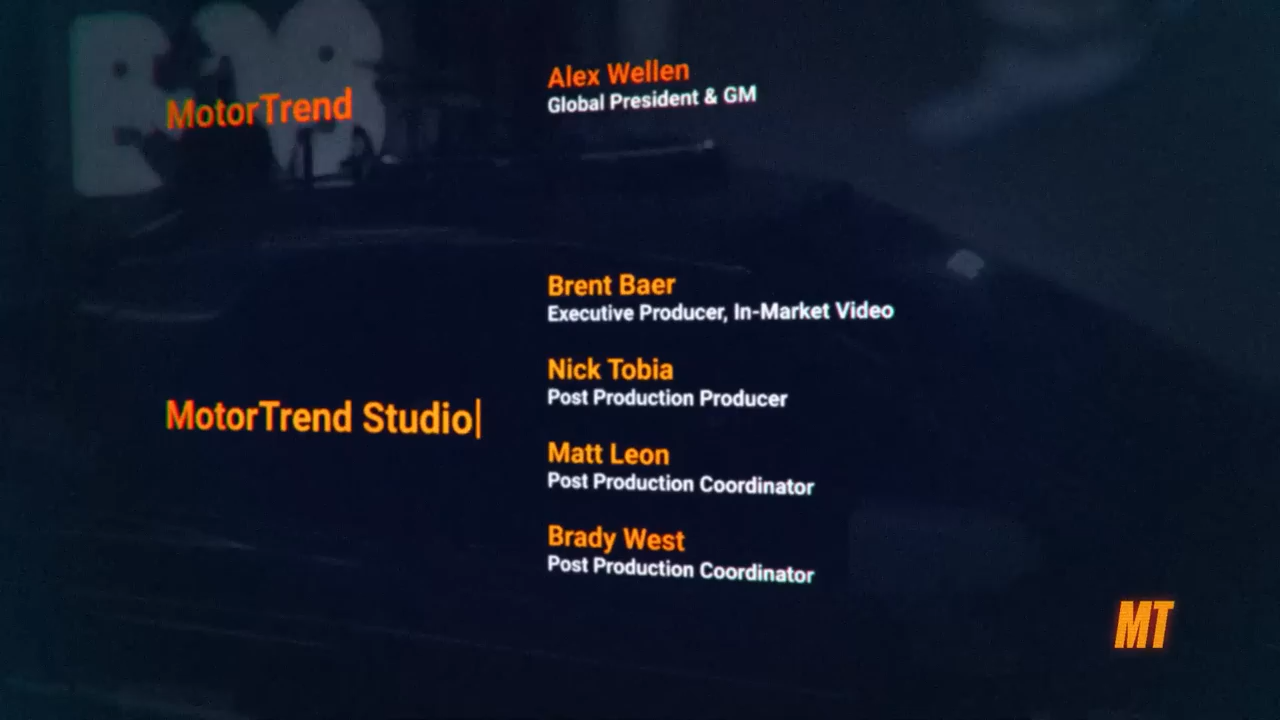 MotorTrend
Alex Wellen
Global President & GM
MotorTrend Studio
Brent Baer
Executive Producer, In-Market Video
Nick Tobia
Post Production Producer
Matt Leon
Post Production Coordinator
Brady West
Post Production Coordinator
MT